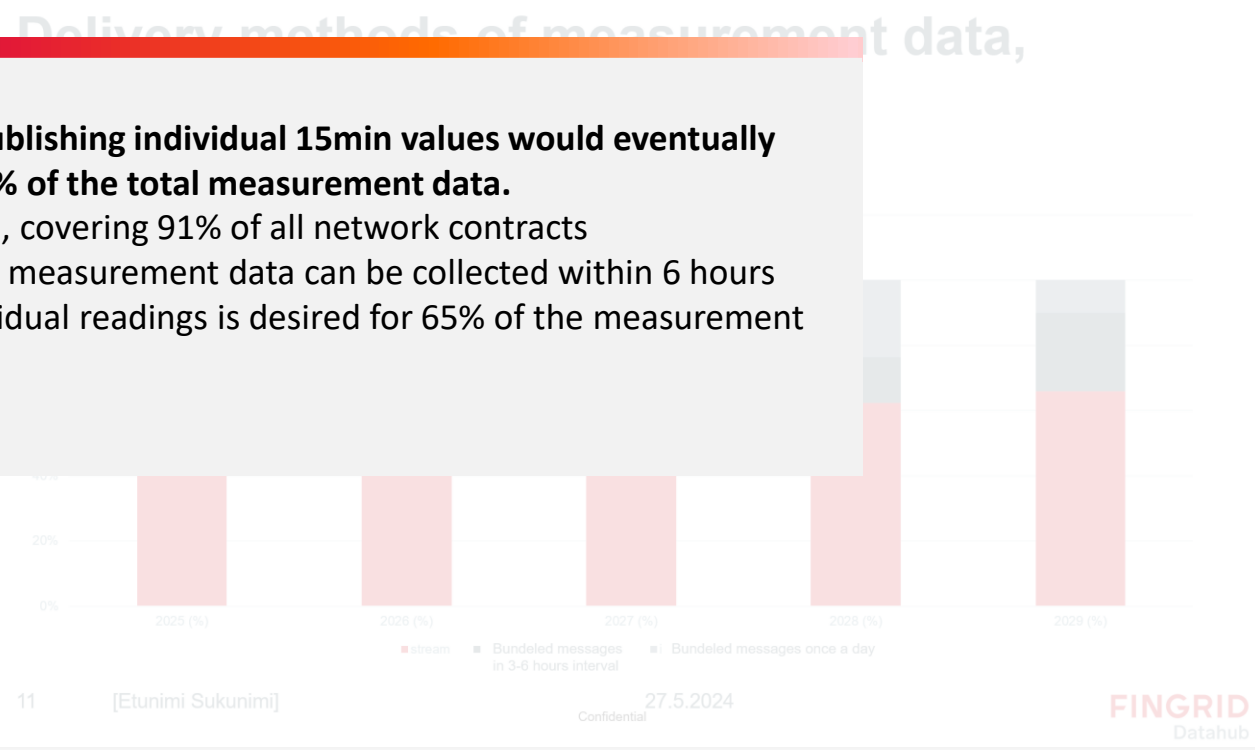 Delivery methods of measurement data,
ublishing individual 15min values would eventually
% of the total measurement data.
, covering 91% of all network contracts
measurement data can be collected within 6 hours
idual readings is desired for 65% of the measurement
40%
20%
0%
2025 (%) 2026 (%) 2027 (%) 2028 (%) 2029 (%)
stream Bundeled messages in 3-6 hours interval Bundeled messages once a day
11 [Etunimi Sukunimi] 27.5.2024
Confidential
FINGRID
Datahub